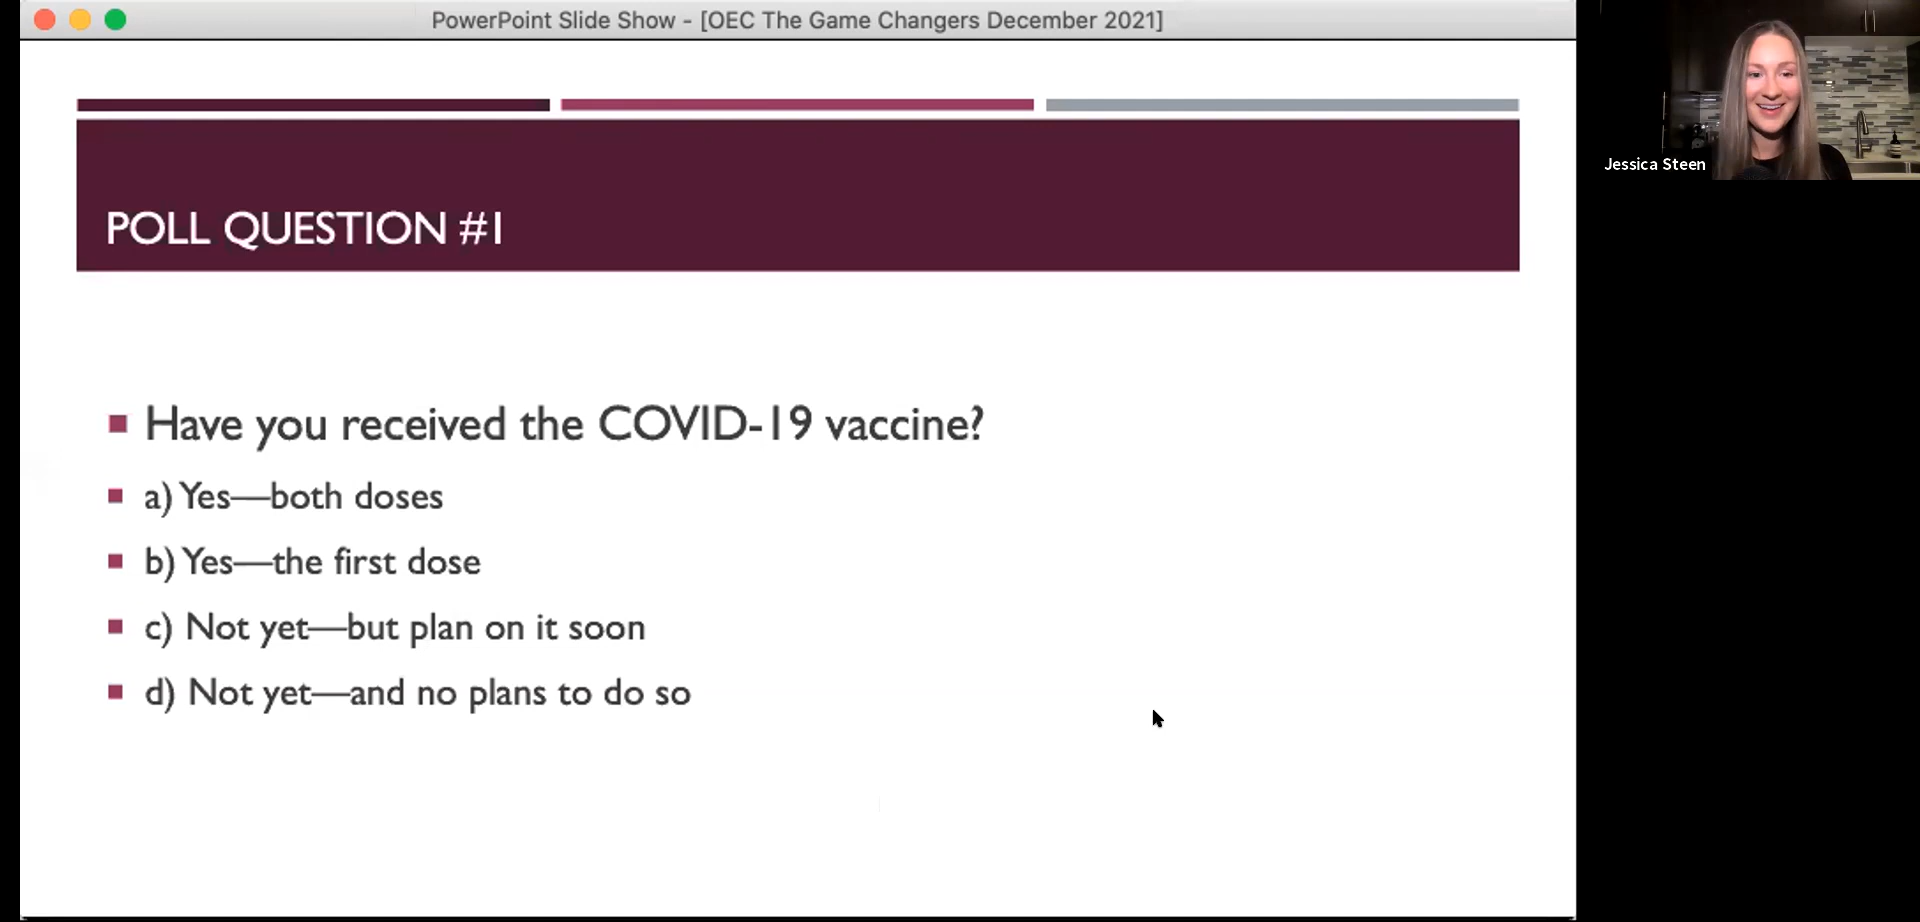 PowerPoint Slide Show - [OEC The Game Changers December 2021]
Jessica Steen
POLL QUESTION #1
Have you received the COVID-19 vaccine?
a) Yes—both doses
b) Yes—the first dose
c) Not yet—but plan on it soon
d) Not yet—and no plans to do so